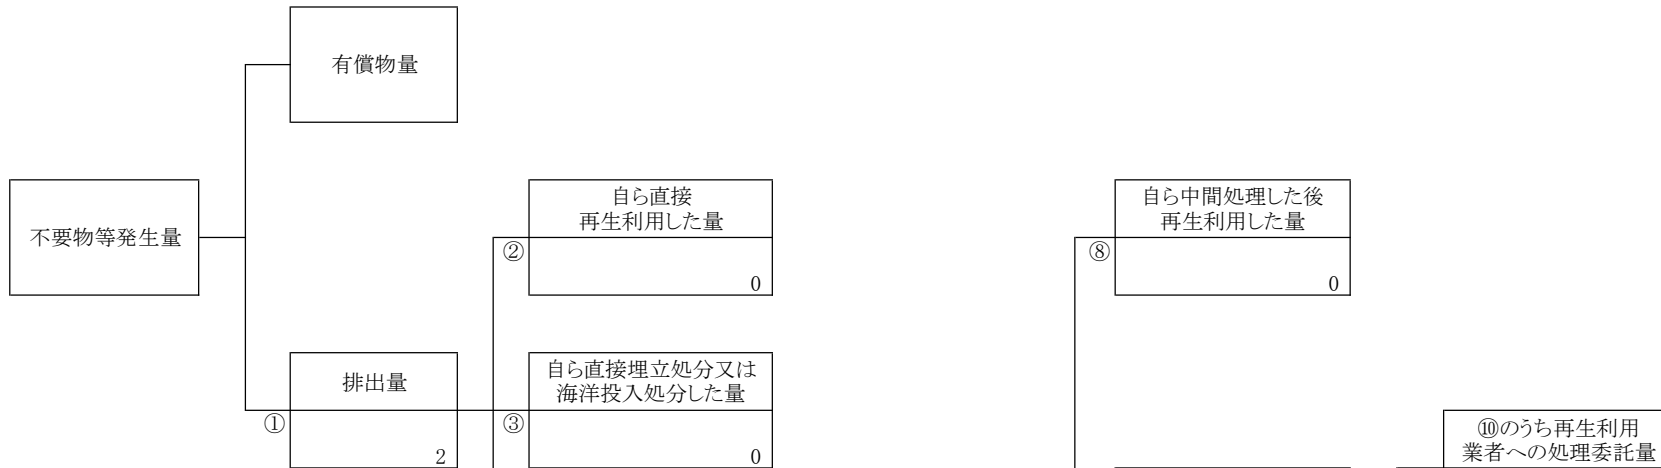 有償物量
不要物等発生量
自ら直接
再生利用した量
②
0
自ら中間処理した後
再生利用した量
⑧
0
排出量
①
2
自ら直接埋立処分又は
海洋投入処分した量
③
0
⑩のうち再生利用
業者への処理委託量